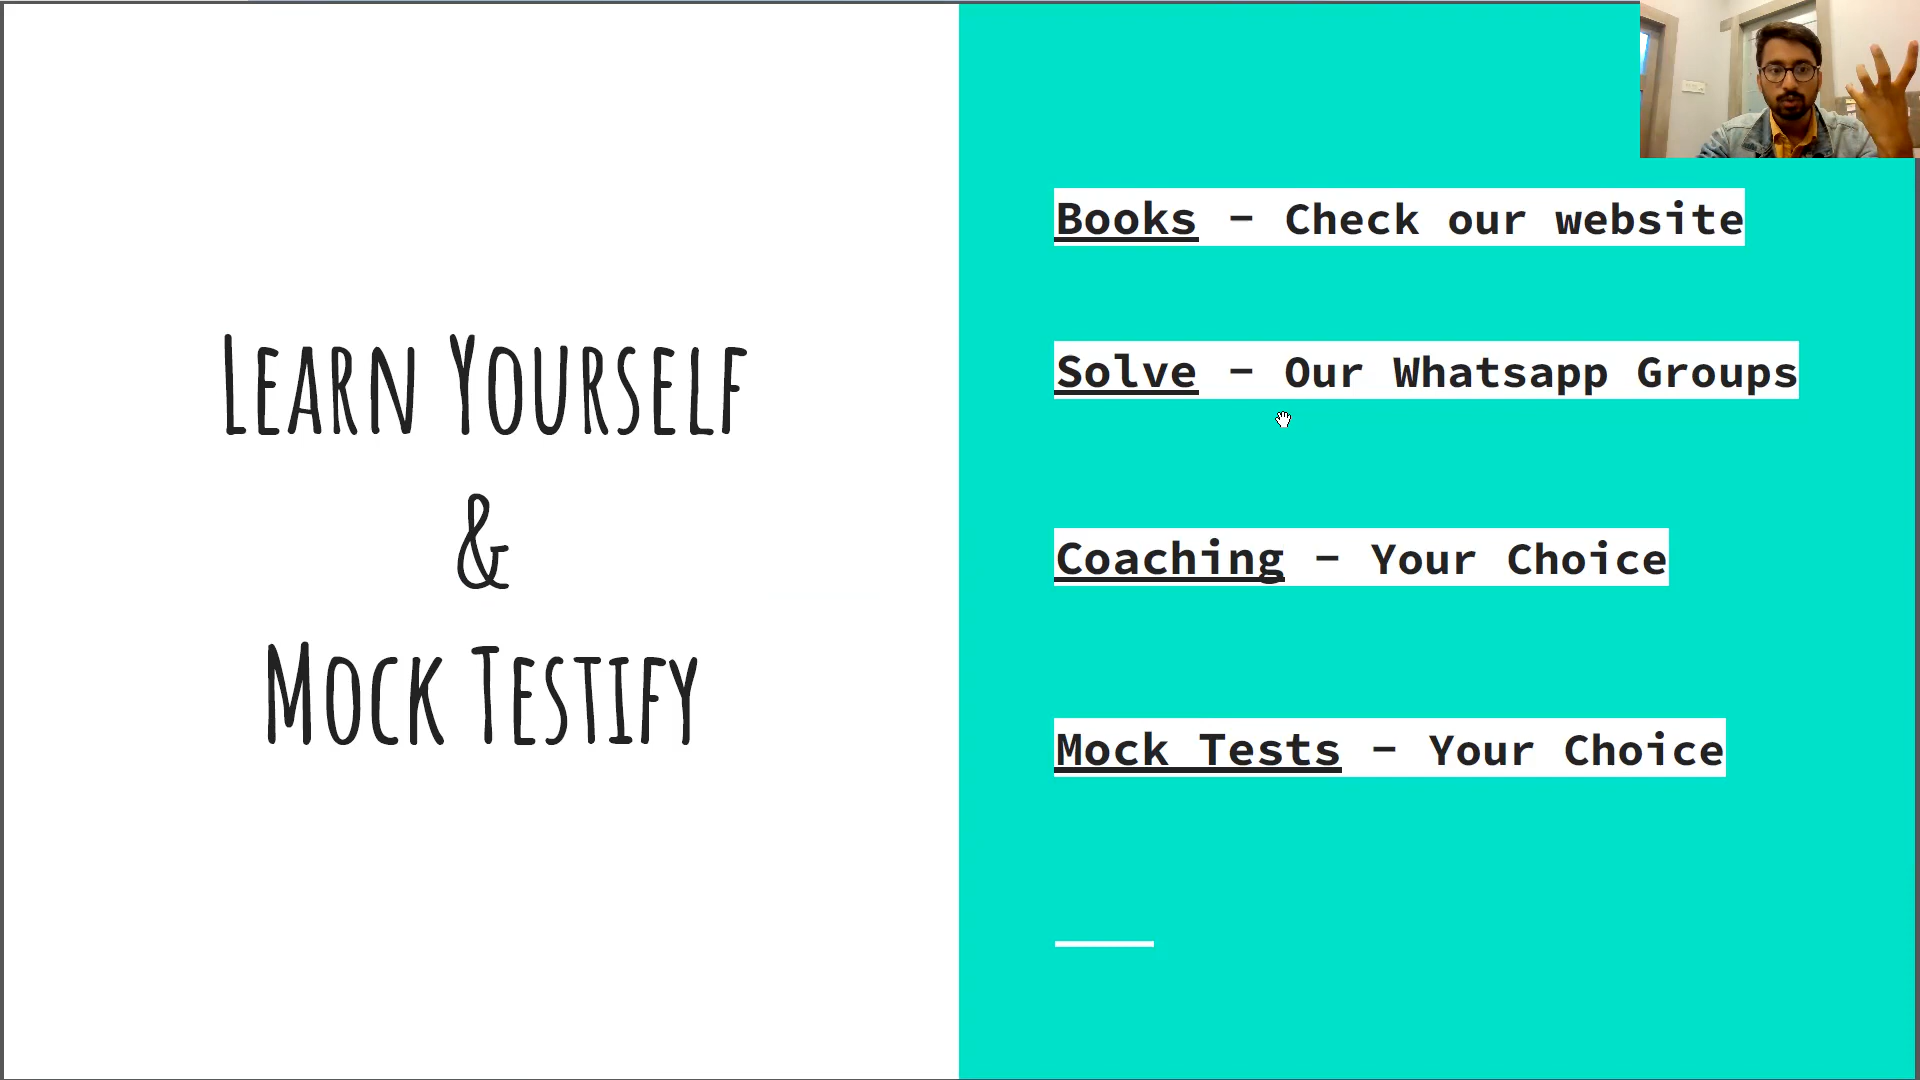 Learn Yourself
&
Mock Testify
Books - Check our website
Solve - Our Whatsapp Groups
Coaching - Your Choice
Mock Tests - Your Choice